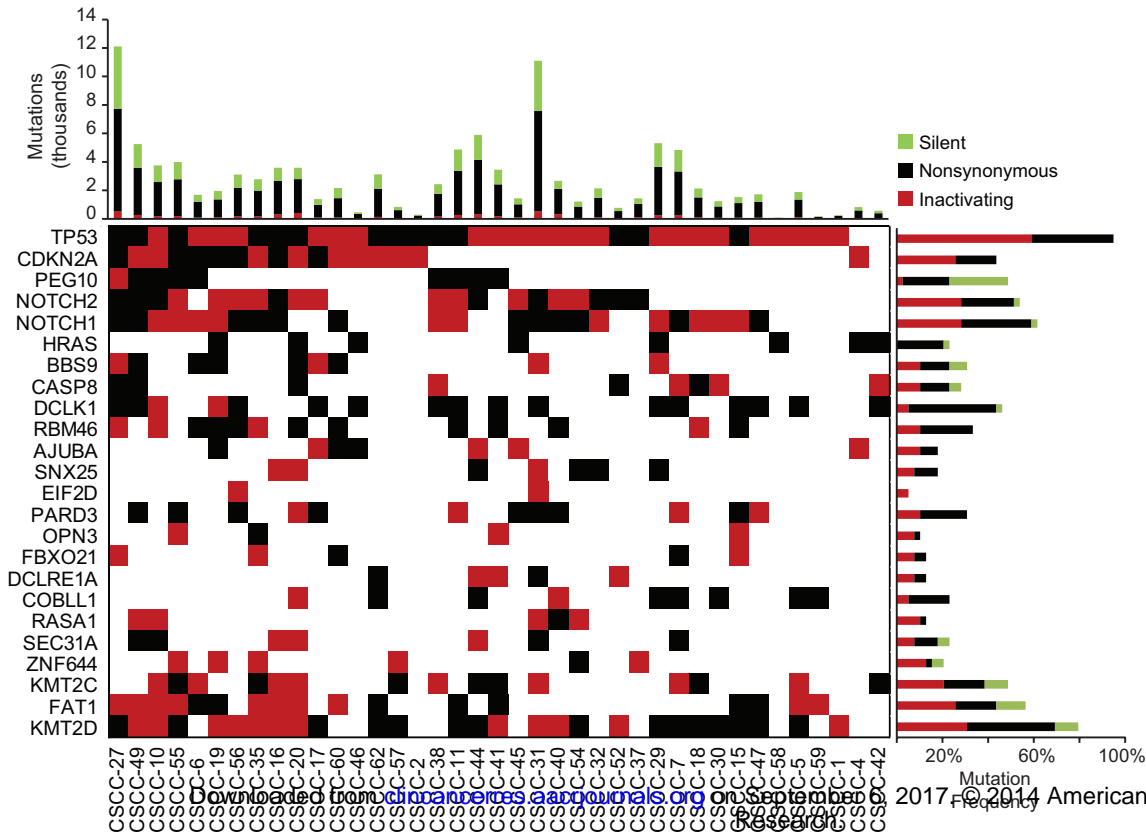 14
12
10
8
6
4
2
0
Mutations
(thousands)
Silent
Nonsynonymous
Inactivating
TP53
CDKN2A
PEG10
NOTCH2
NOTCH1
HRAS
BBS9
CASP8
DCLK1
RBM46
AJUBA
SNX25
EIF2D
PARD3
OPN3
FBXO21
DCLRE1A
COBLL1
RASA1
SEC31A
ZNF644
KMT2C
FAT1
KMT2D
CSCC-27
CSCC-49
CSCC-10
CSCC-55
CSCC-6
CSCC-19
CSCC-56
CSCC-35
CSCC-16
CSCC-20
CSCC-17
CSCC-60
CSCC-46
CSCC-62
CSCC-57
CSCC-2
CSCC-38
CSCC-11
CSCC-44
CSCC-41
CSCC-45
CSCC-31
CSCC-40
CSCC-54
CSCC-32
CSCC-52
CSCC-37
CSCC-29
CSCC-7
CSCC-18
CSCC-30
CSCC-15
CSCC-47
CSCC-58
CSCC-5
CSCC-59
CSCC-1
CSCC-4
CSCC-42
20% 60% 100%
Mutation
Frequency
Downloaded from clincancerres.aacrjournals.org on September 6, 2017. © 2014 American
Research.